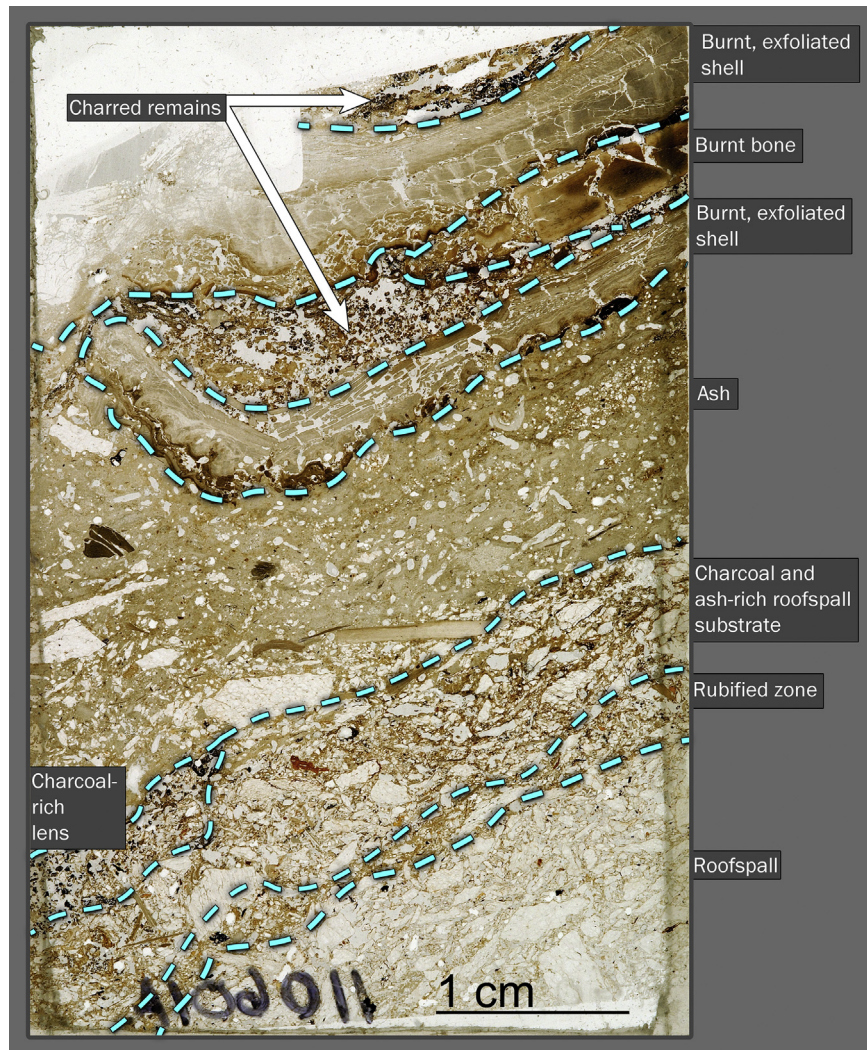 Burnt, exfoliated
shell
Charred remains
Burnt bone
Burnt, exfoliated
shell
Ash
Charcoal and
ash-rich roofspall
substrate
Rubified zone
Charcoal-
rich
lens
Roofspall
1 cm